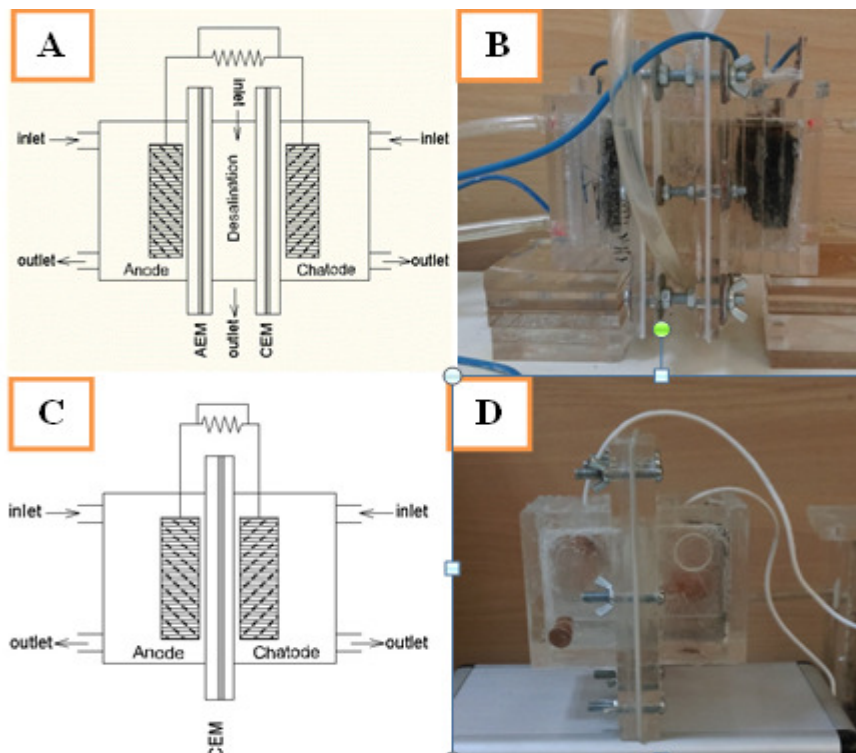 A
inlet
inlet
inlet
Desalination
outlet
outlet
Anode
Chatode
AEM
outlet
CEM
B
C
inlet
inlet
outlet
outlet
Anode
Chatode
CEM
D